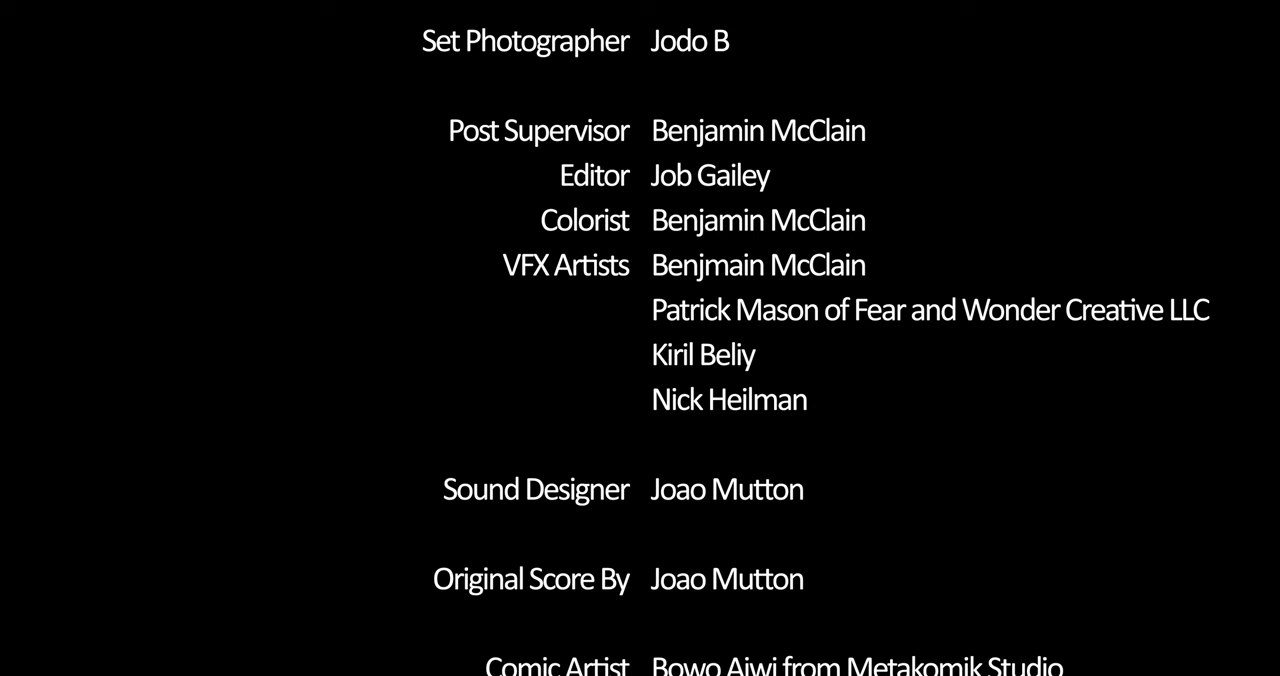 Set Photographer Jodo B
Post Supervisor Benjamin McClain
Editor Job Gailey
Colorist Benjamin McClain
VFX Artists Benjmain McClain
Patrick Mason of Fear and Wonder Creative LLC
Kiril Beliy
Nick Heilman
Sound Designer Joao Mutton
Original Score By Joao Mutton
Comic Artist Bowo Aiwi from Metakomik Studio